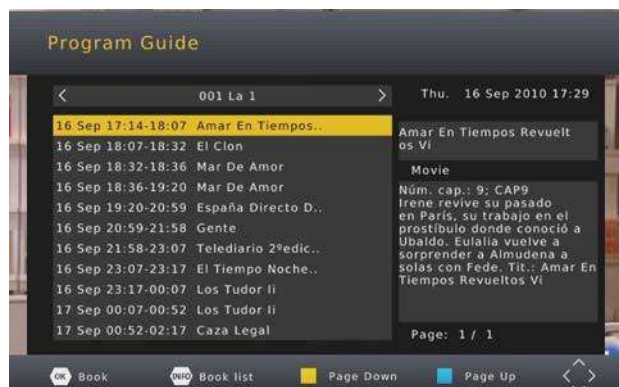 Program Guide
001 La 1
Thu. 16 Sep 2010 17:29
16 Sep 17:14-18:07 Amar En Tiempos..
16 Sep 18:07-18:32 El Clon
16 Sep 18:32-18:36 Mar De Amor
16 Sep 18:36-19:20 Mar De Amor
16 Sep 19:20-20:59 España Directo D..
16 Sep 20:59-21:58 Gente
16 Sep 21:58-23:07 Telediario 2ªedic..
16 Sep 23:07-23:17 El Tiempo Noche..
16 Sep 23:17-00:07 Los Tudor Ii
17 Sep 00:07-00:52 Los Tudor Ii
17 Sep 00:52-02:17 Caza Legal
Amar En Tiempos Revuelt
os Vi
Movie
Núm. cap.: 9; CAP9
Irene revive su pasado
en París, su trabajo en el
prostíbulo donde conoció a
Ubaldo. Eulalia vuelve a
sorprender a Almudena a
solas con Fede. Tit.: Amar En
Tiempos Revueltos Vi
Page: 1/ 1
OK Book
INFO Book list
Page Down
Page Up